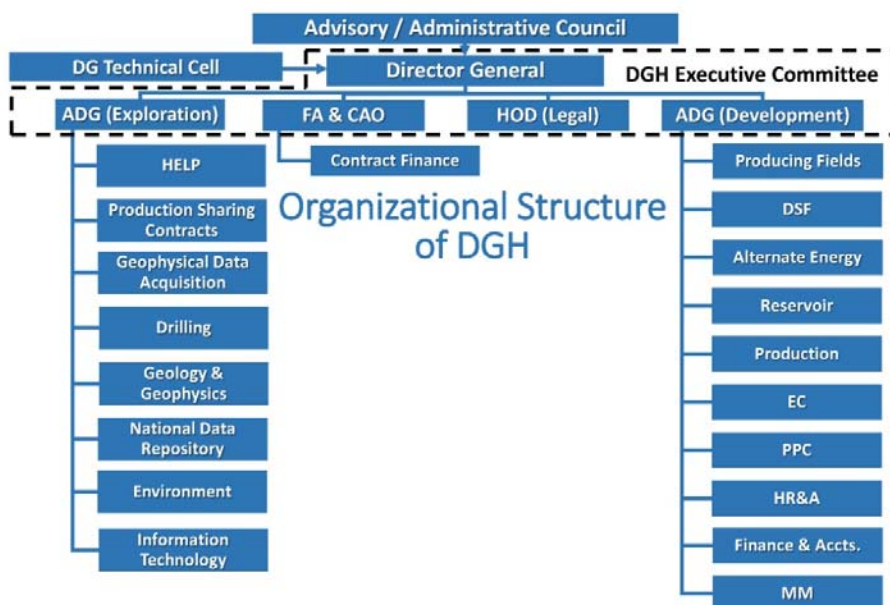 Advisory / Administrative Council
DG Technical Cell
Director General
DGH Executive Committee
ADG (Exploration)
FA & CAO
HOD (Legal)
ADG (Development)
HELP
Production Sharing
Contracts
Geophysical Data
Acquisition
Drilling
Geology &
Geophysics
National Data
Repository
Environment
Information
Technology
Contract Finance
Organizational Structure
of DGH
Producing Fields
DSF
Alternate Energy
Reservoir
Production
EC
PPC
HR&A
Finance & Accts.
MM